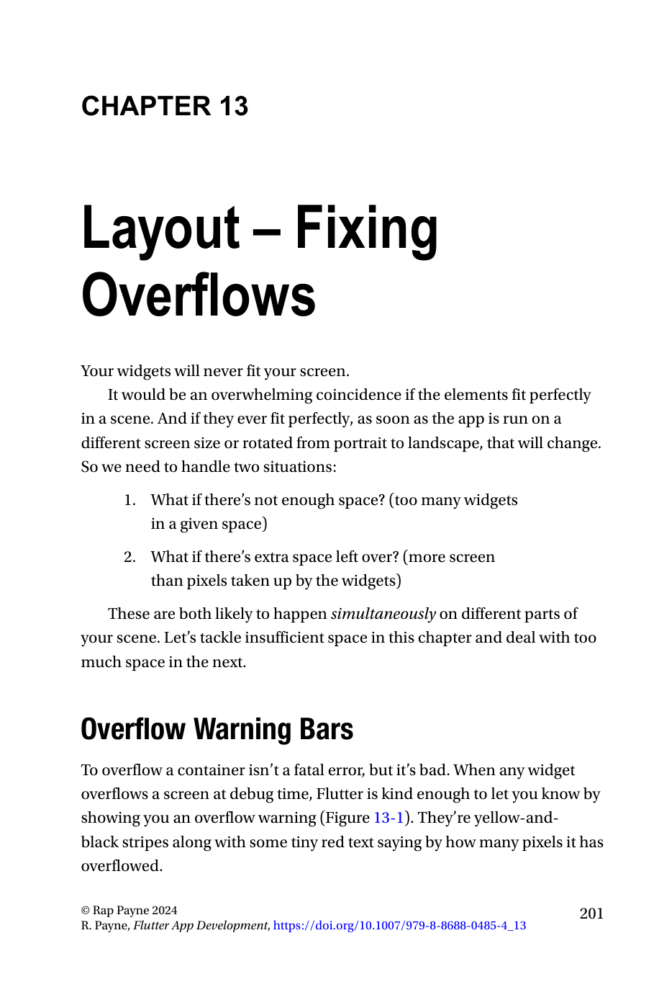 CHAPTER 13
Layout – Fixing
Overflows
Your widgets will never fit your screen.
It would be an overwhelming coincidence if the elements fit perfectly
in a scene. And if they ever fit perfectly, as soon as the app is run on a
different screen size or rotated from portrait to landscape, that will change.
So we need to handle two situations:
1. What if there’s not enough space? (too many widgets
in a given space)
2. What if there’s extra space left over? (more screen
than pixels taken up by the widgets)
These are both likely to happen simultaneously on different parts of
your scene. Let’s tackle insufficient space in this chapter and deal with too
much space in the next.
Overflow Warning Bars
To overflow a container isn’t a fatal error, but it’s bad. When any widget
overflows a screen at debug time, Flutter is kind enough to let you know by
showing you an overflow warning (Figure 13-1). They’re yellow-and-
black stripes along with some tiny red text saying by how many pixels it has
overflowed.
© Rap Payne 2024
R. Payne, Flutter App Development, https://doi.org/10.1007/979-8-8688-0485-4_13
201